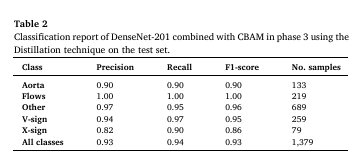 Table 2
Classification report of DenseNet-201 combined with CBAM in phase 3 using the
Distillation technique on the test set.
Class Precision Recall F1-score No. samples
Aorta 0.90 0.90 0.90 133
Flows 1.00 1.00 1.00 219
Other 0.97 0.95 0.96 689
V-sign 0.94 0.97 0.95 259
X-sign 0.82 0.90 0.86 79
All classes 0.93 0.94 0.93 1,379